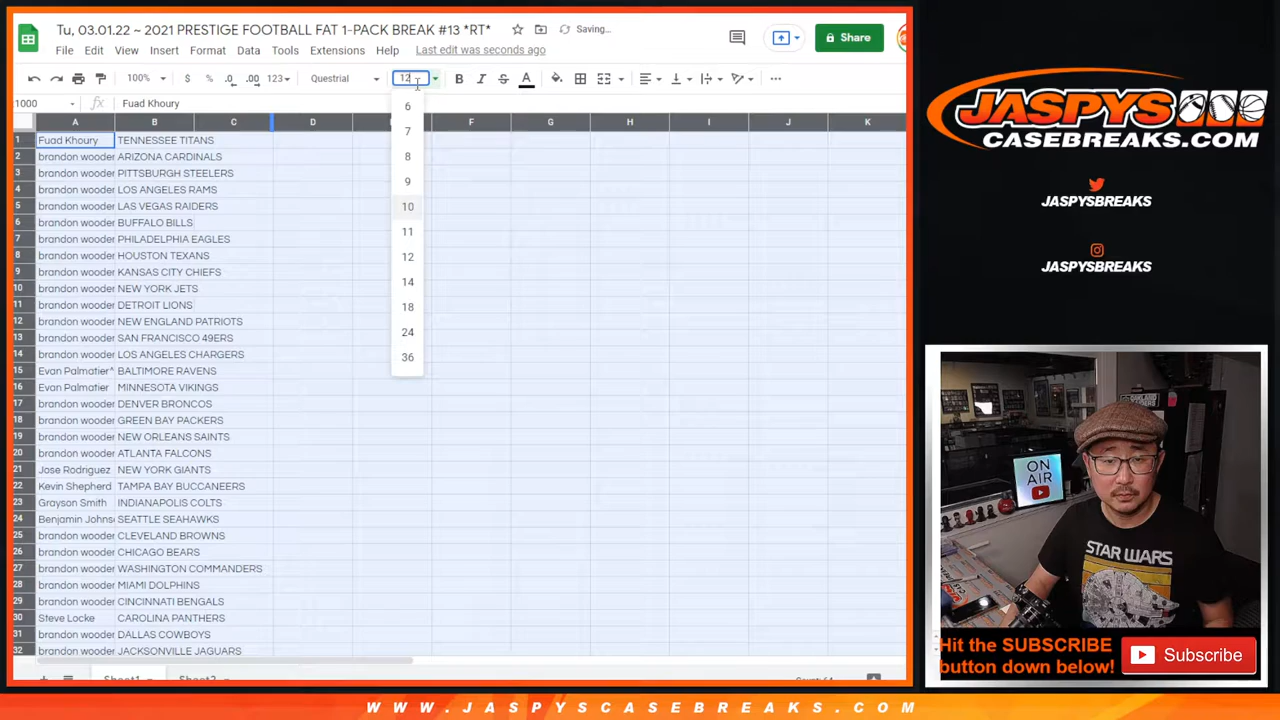 Tu, 03.01.22 ~ 2021 PRESTIGE FOOTBALL FAT 1-PACK BREAK #13 *RT*
Saving...
File Edit View Insert Format Data Tools Extensions Help Last edit was seconds ago
Share
100% $ % .0 .00 123 Questrial 12 B I S A
1000 fx Fuad Khoury
A B C D F G H I J K
1 Fuad Khoury TENNESSEE TITANS
2 brandon wooder ARIZONA CARDINALS
3 brandon wooder PITTSBURGH STEELERS
4 brandon wooder LOS ANGELES RAMS
5 brandon wooder LAS VEGAS RAIDERS
6 brandon wooder BUFFALO BILLS
7 brandon wooder PHILADELPHIA EAGLES
8 brandon wooder HOUSTON TEXANS
9 brandon wooder KANSAS CITY CHIEFS
10 brandon wooder NEW YORK JETS
11 brandon wooder DETROIT LIONS
12 brandon wooder NEW ENGLAND PATRIOTS
13 brandon wooder SAN FRANCISCO 49ERS
14 brandon wooder LOS ANGELES CHARGERS
15 Evan Palmatier^ BALTIMORE RAVENS
16 Evan Palmatier MINNESOTA VIKINGS
17 brandon wooder DENVER BRONCOS
18 brandon wooder GREEN BAY PACKERS
19 brandon wooder NEW ORLEANS SAINTS
20 brandon wooder ATLANTA FALCONS
21 Jose Rodriguez NEW YORK GIANTS
22 Kevin Shepherd TAMPA BAY BUCCANEERS
23 Grayson Smith INDIANAPOLIS COLTS
24 Benjamin Johns SEATTLE SEAHAWKS
25 brandon wooder CLEVELAND BROWNS
26 brandon wooder CHICAGO BEARS
27 brandon wooder WASHINGTON COMMANDERS
28 brandon wooder MIAMI DOLPHINS
29 brandon wooder CINCINNATI BENGALS
30 Steve Locke CAROLINA PANTHERS
31 brandon wooder DALLAS COWBOYS
32 brandon wooder JACKSONVILLE JAGUARS
6
7
8
9
10
11
12
14
18
24
36
JASPYS
CASEBREAKS.COM
JASPYSBREAKS
JASPYSBREAKS
ON
AIR
STAR WARS
Hit the SUBSCRIBE
button down below!
Subscribe
WWW.JASPYSCASEBREAKS.COM